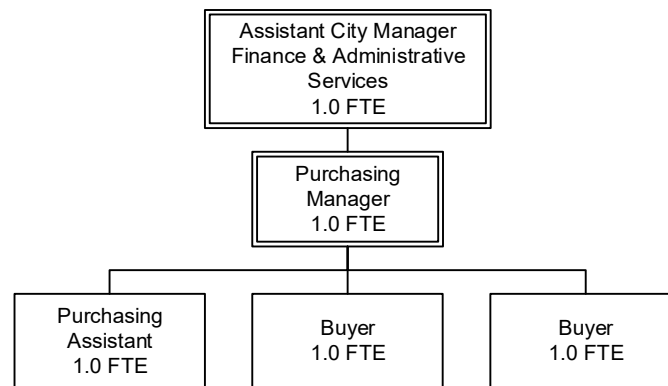 Assistant City Manager
Finance & Administrative
Services
1.0 FTE
Purchasing
Manager
1.0 FTE
Purchasing
Assistant
1.0 FTE
Buyer
1.0 FTE
Buyer
1.0 FTE